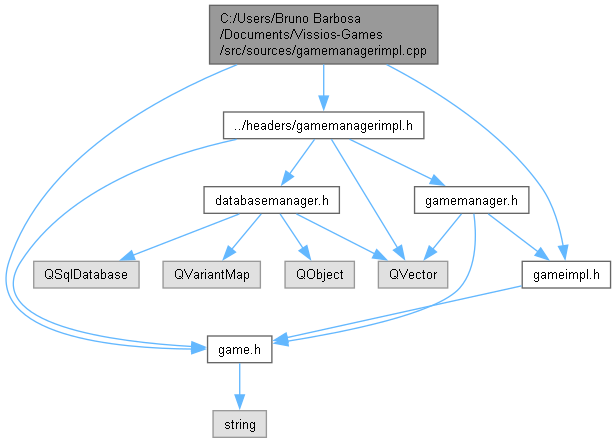 C:/Users/Bruno Barbosa
/Documents/Vissios-Games
/src/sources/gamemanagerimpl.cpp
../headers/gamemanagerimpl.h
databasemanager.h
gamemanager.h
QSqlDatabase
QVariantMap
QObject
QVector
gameimpl.h
game.h
string